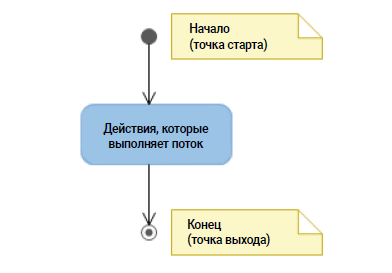 Начало
(точка старта)
Действия, которые
выполняет поток
Конец
(точка выхода)